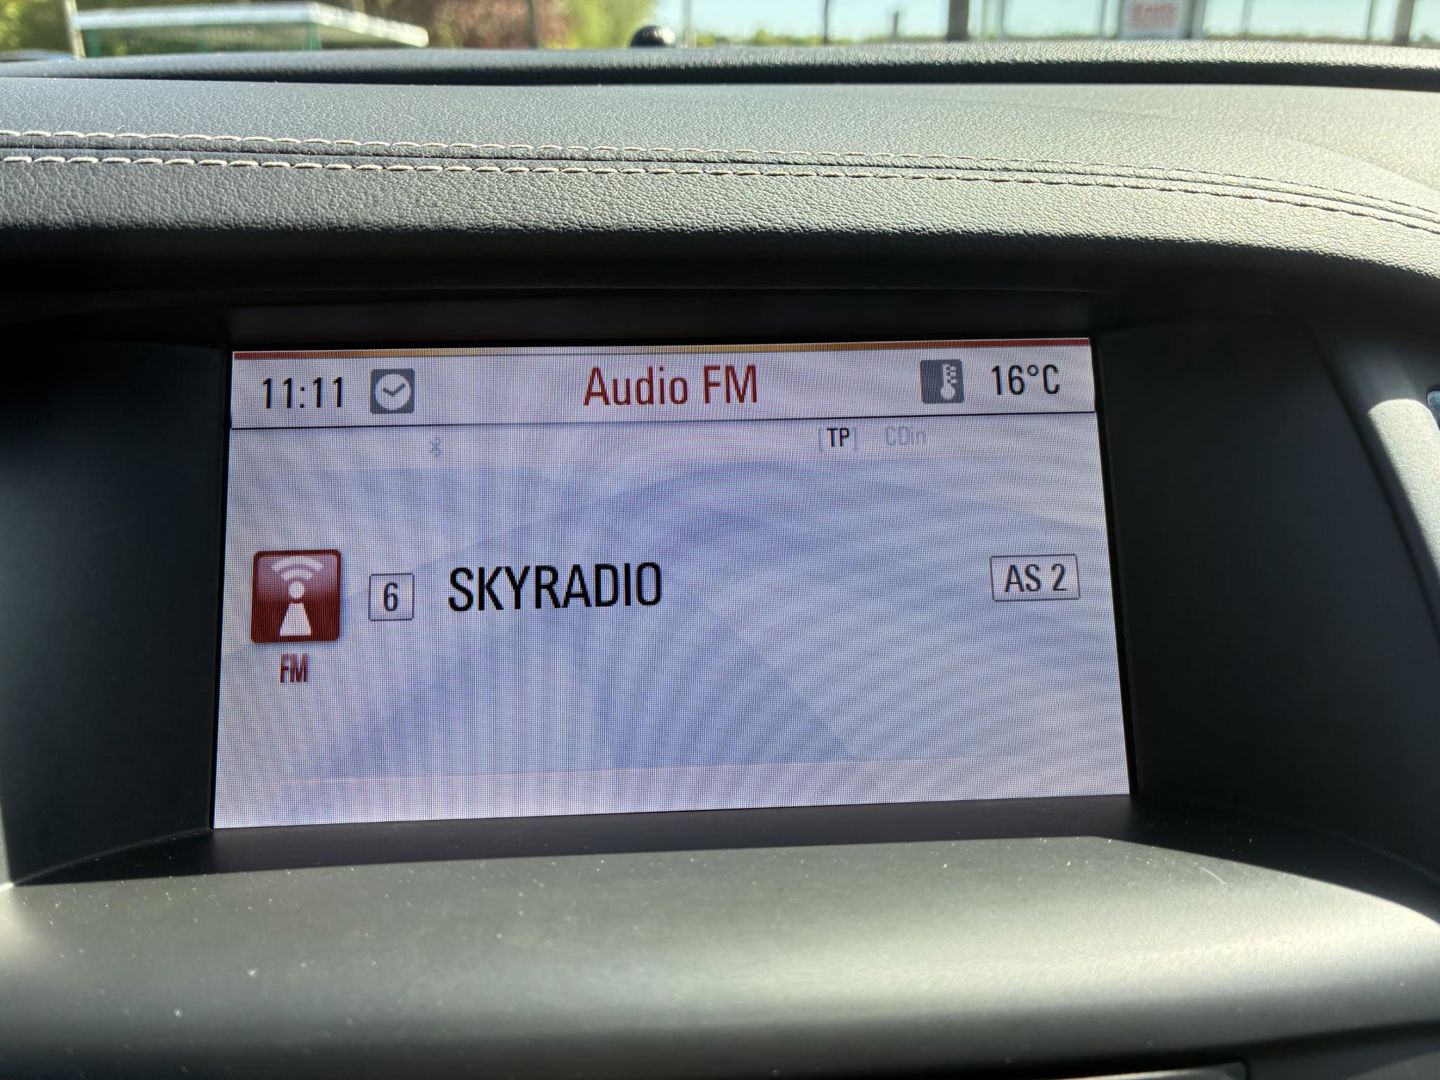 11:11 Audio FM 16°C
[TP] CDin
6 SKYRADIO AS 2
FM